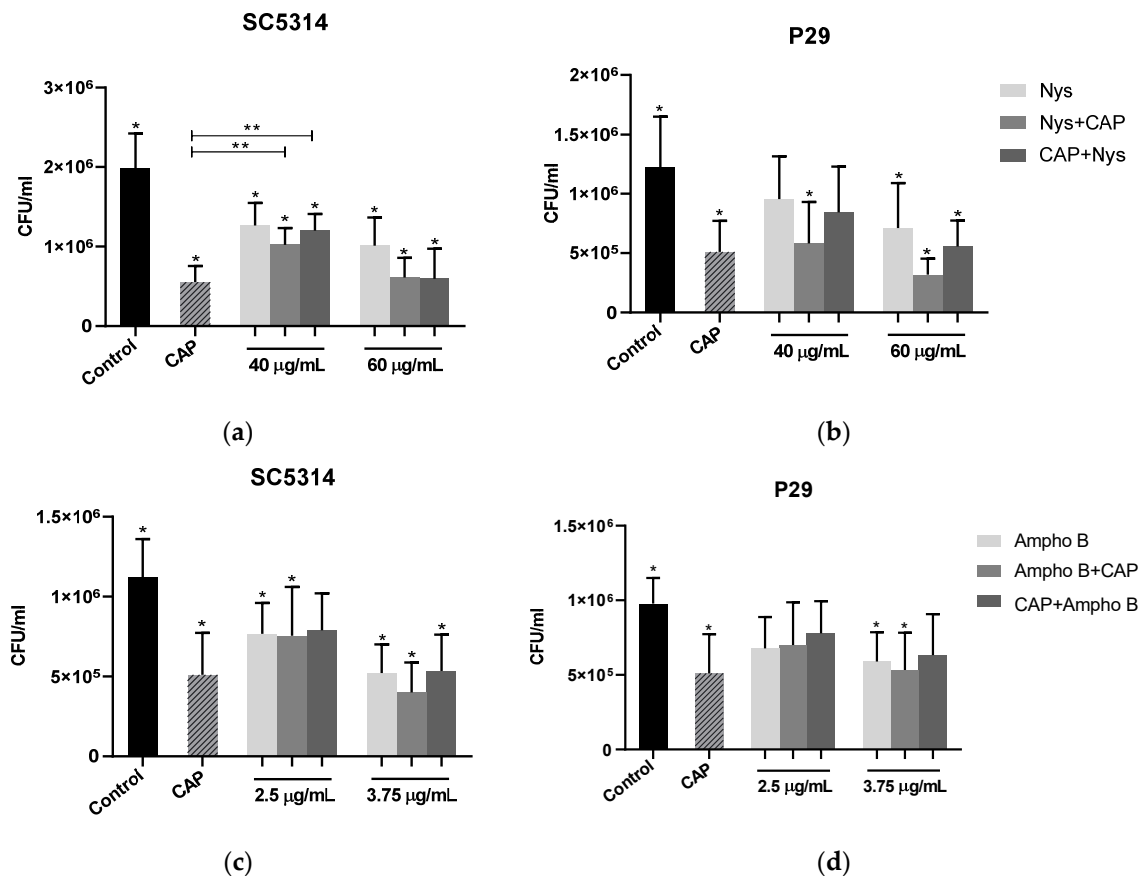 SC5314
3×10⁶
2×10⁶
1×10⁶
0
CFU/ml
*
*
**
**
* * *
* * *
Control
CAP
40 µg/mL
60 µg/mL
(a)
P29
2×10⁶
2×10⁶
1×10⁶
5×10⁵
0
CFU/ml
*
*
*
* * *
Control
CAP
40 µg/mL
60 µg/mL
Nys
Nys+CAP
CAP+Nys
(b)
SC5314
1.5×10⁶
1×10⁶
5×10⁵
0
CFU/ml
*
*
* *
* * *
Control
CAP
2.5 µg/mL
3.75 µg/mL
(c)
P29
1.5×10⁶
1×10⁶
5×10⁵
0
CFU/ml
*
*
* *
Control
CAP
2.5 µg/mL
3.75 µg/mL
Ampho B
Ampho B+CAP
CAP+Ampho B
(d)